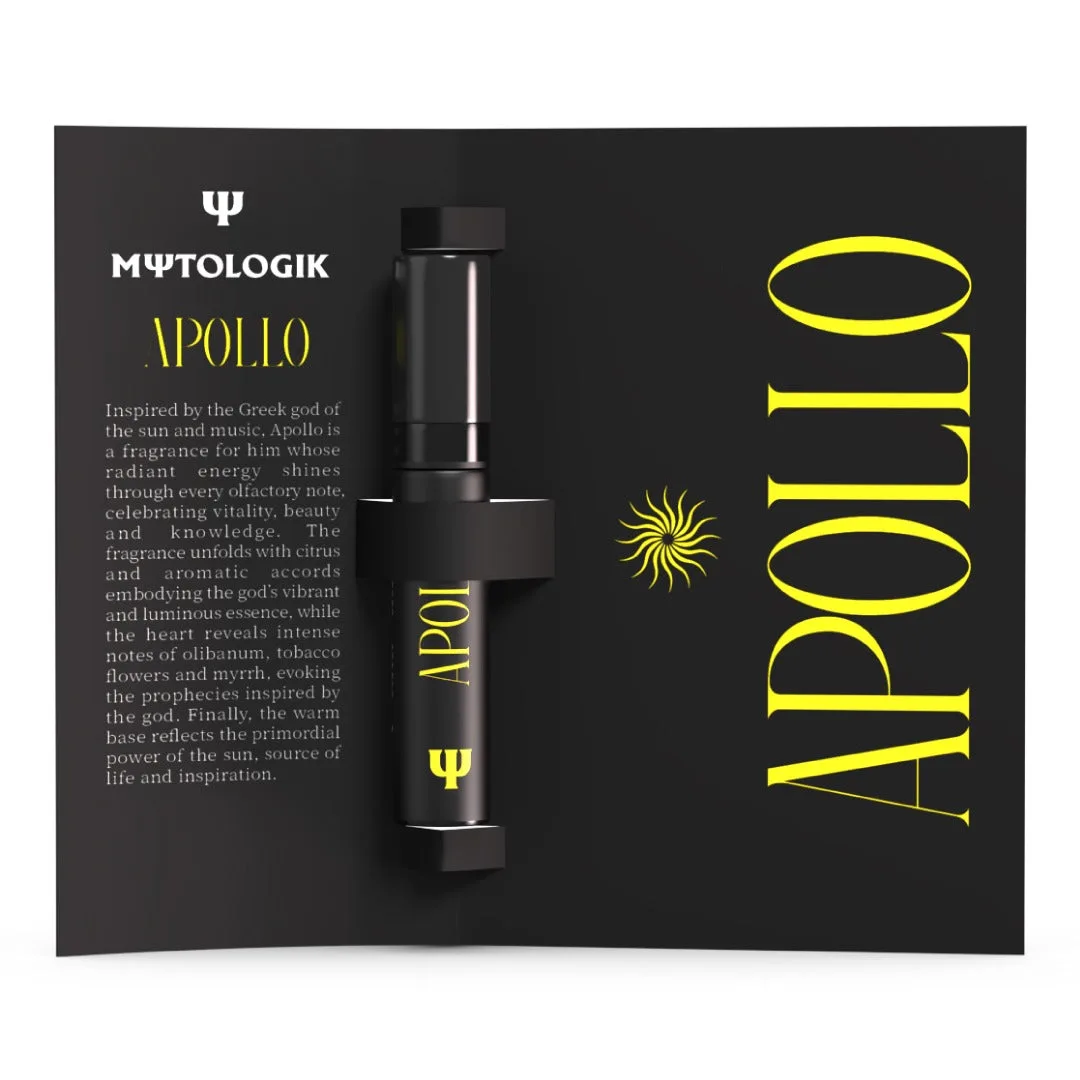 Ψ
MΨTOLOGIK
APOLLO
Inspired by the Greek god of
the sun and music, Apollo is
a fragrance for him whose
radiant energy shines
through every olfactory note,
celebrating vitality, beauty
and knowledge. The
fragrance unfolds with citrus
and aromatic accords
embodying the god's vibrant
and luminous essence, while
the heart reveals intense
notes of olibanum, tobacco
flowers and myrrh, evoking
the prophecies inspired by
the god. Finally, the warm
base reflects the primordial
power of the sun, source of
life and inspiration.
APOL
Ψ
APOLLO